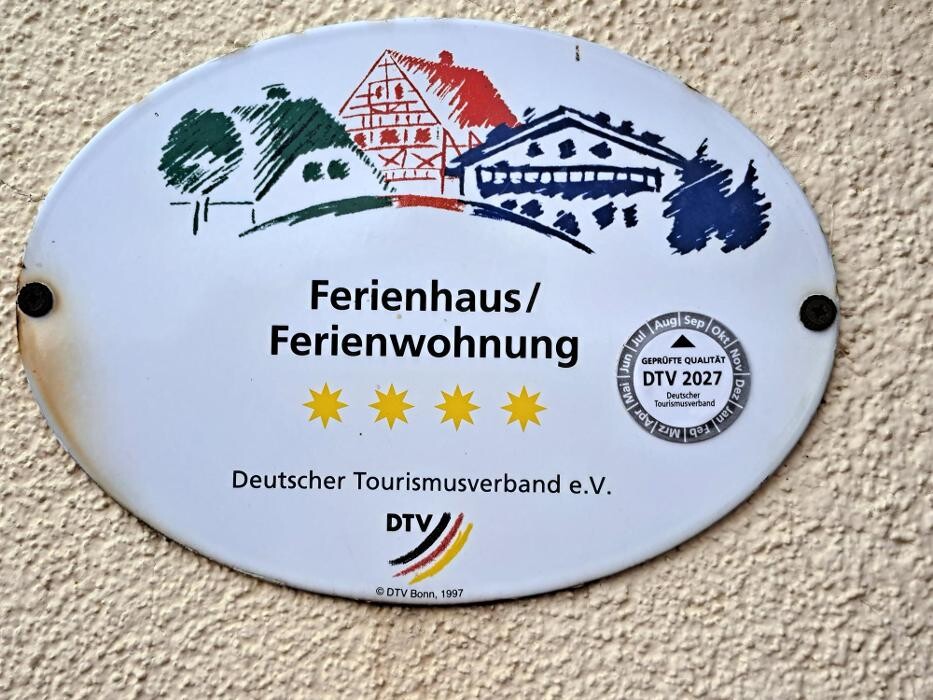 Ferienhaus/
Ferienwohnung
Deutscher Tourismusverband e.V.
DTV
© DTV Bonn, 1997
Jan Feb Mrz Apr Mai Jun Jul Aug Sep Okt Nov Dez
GEPRÜFTE QUALITÄT
DTV 2027
Deutscher
Tourismusverband